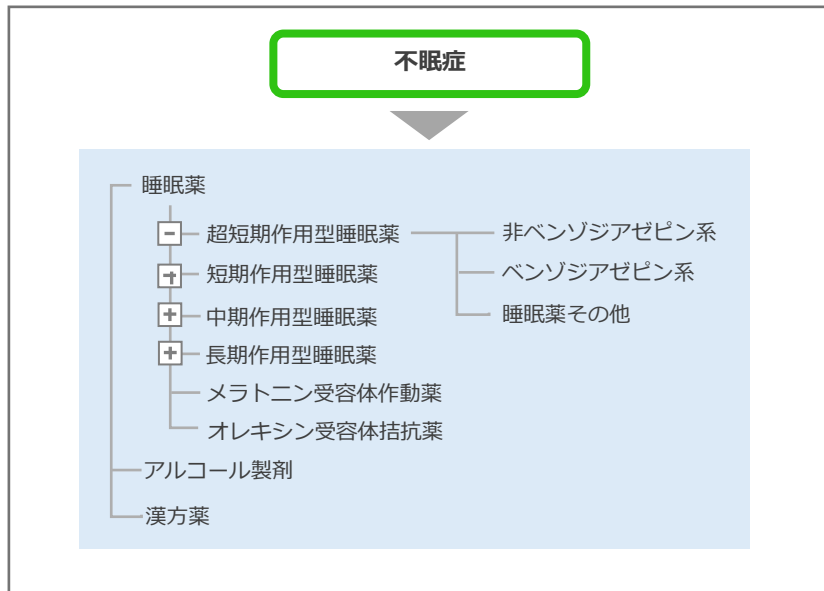 不眠症
睡眠薬
超短期作用型睡眠薬
非ベンゾジアゼピン系
短期作用型睡眠薬
ベンゾジアゼピン系
中期作用型睡眠薬
睡眠薬その他
長期作用型睡眠薬
メラトニン受容体作動薬
オレキシン受容体拮抗薬
アルコール製剤
漢方薬